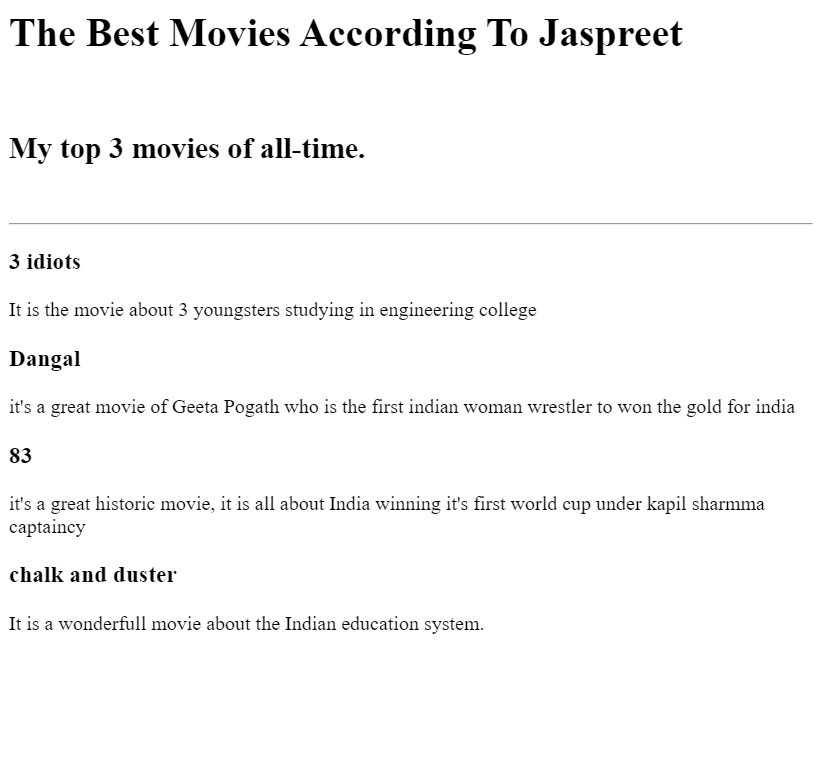 The Best Movies According To Jaspreet
My top 3 movies of all-time.
3 idiots
It is the movie about 3 youngsters studying in engineering college
Dangal
it's a great movie of Geeta Pogath who is the first indian woman wrestler to won the gold for india
83
it's a great historic movie, it is all about India winning it's first world cup under kapil sharmma
captaincy
chalk and duster
It is a wonderfull movie about the Indian education system.